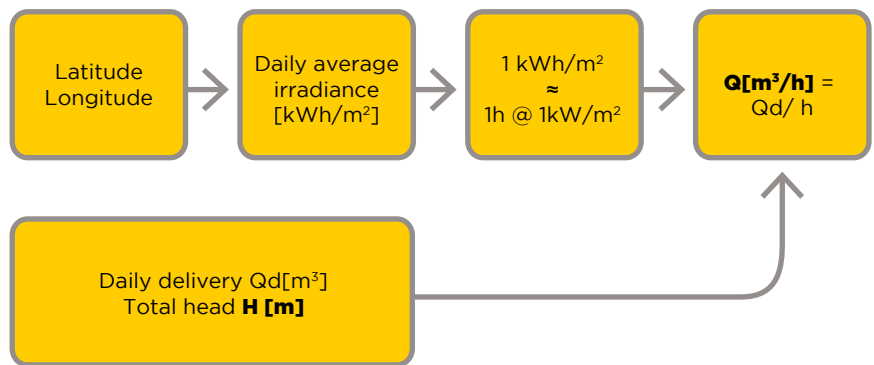 Latitude
Longitude
Daily average
irradiance
[kWh/m²]
1 kWh/m²
≈
1h @ 1kW/m²
Q[m³/h] =
Qd/ h
Daily delivery Qd[m³]
Total head H [m]